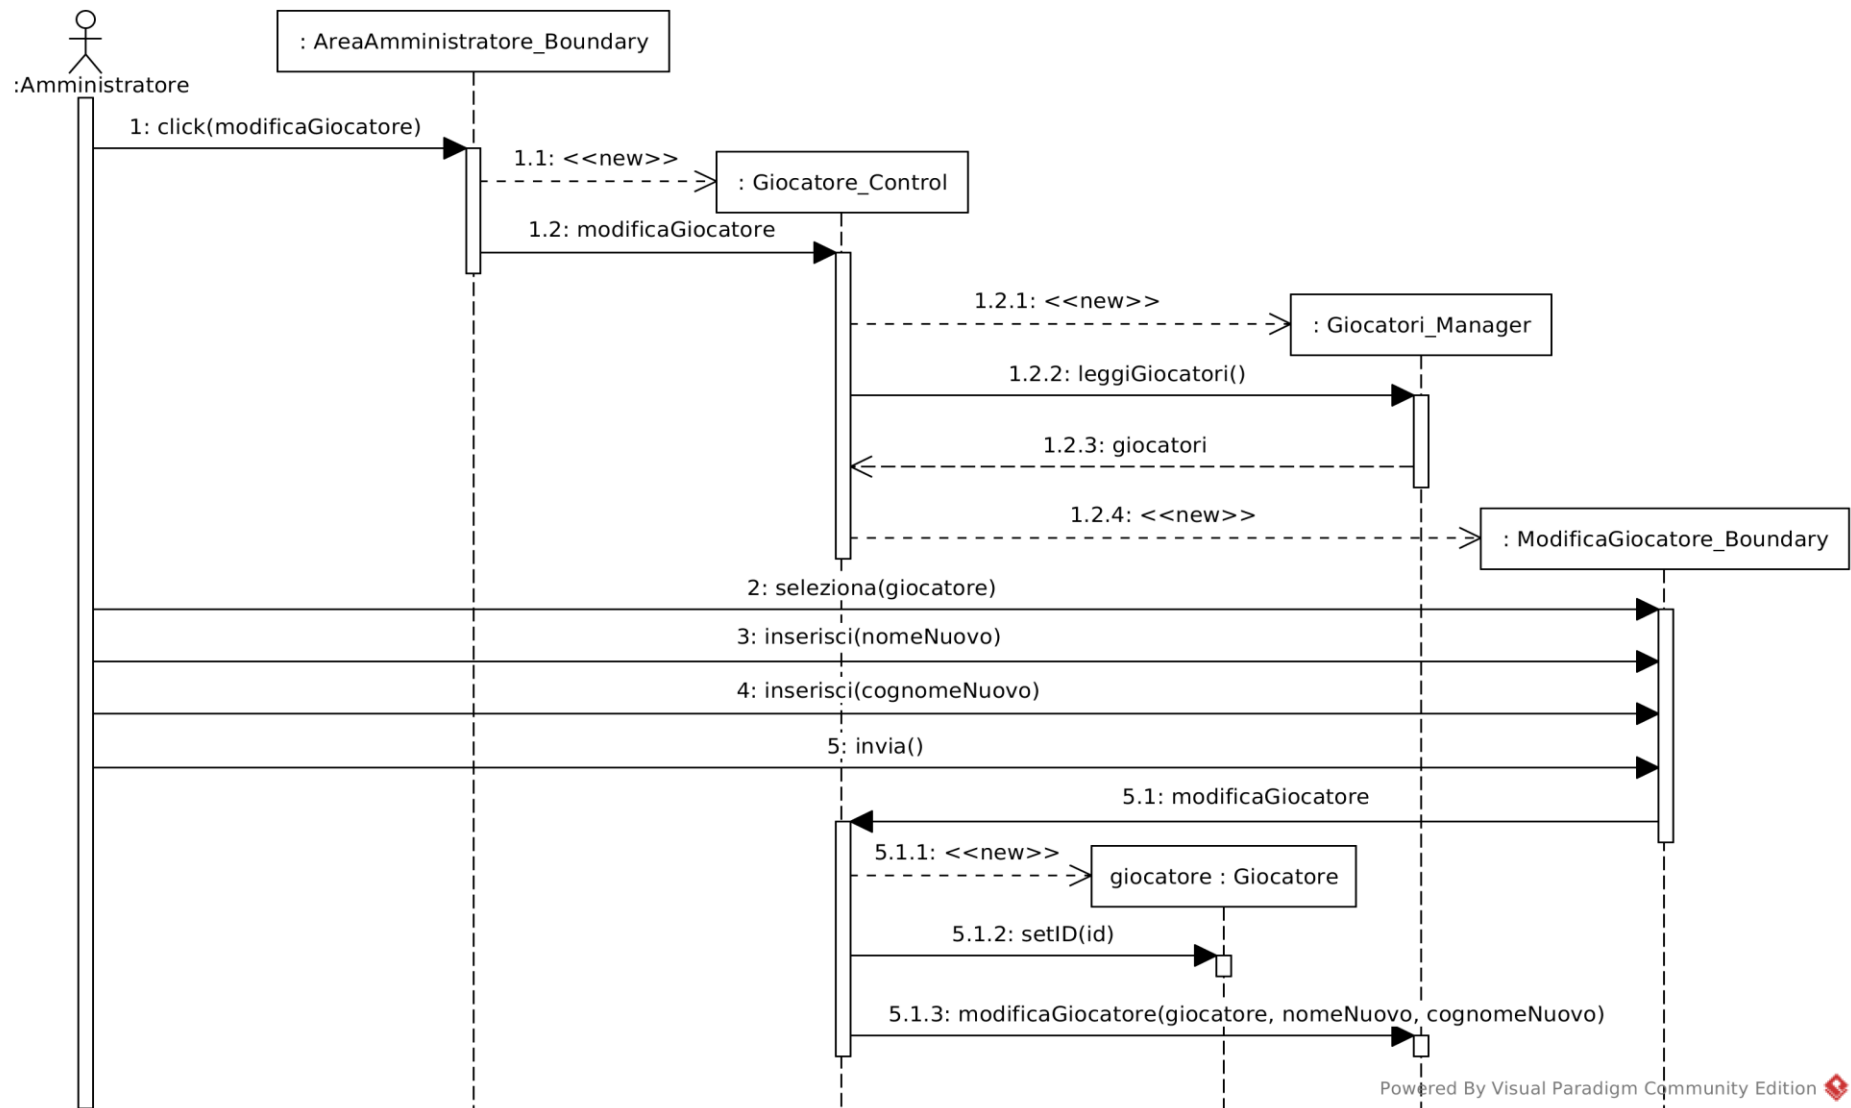 : AreaAmministratore_Boundary
:Amministratore
1: click(modificaGiocatore)
1.1: <<new>>
: Giocatore_Control
1.2: modificaGiocatore
1.2.1: <<new>>
: Giocatori_Manager
1.2.2: leggiGiocatori()
1.2.3: giocatori
1.2.4: <<new>>
: ModificaGiocatore_Boundary
2: seleziona(giocatore)
3: inserisci(nomeNuovo)
4: inserisci(cognomeNuovo)
5: invia()
5.1: modificaGiocatore
5.1.1: <<new>>
giocatore : Giocatore
5.1.2: setID(id)
5.1.3: modificaGiocatore(giocatore, nomeNuovo, cognomeNuovo)
Powered By Visual Paradigm Community Edition